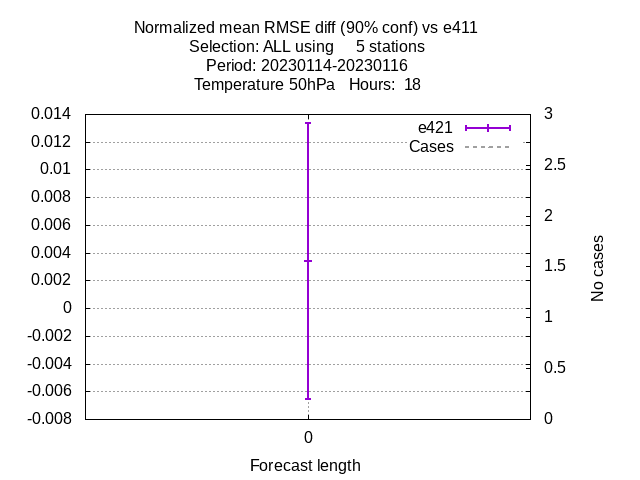 Normalized mean RMSE diff (90% conf) vs e411
Selection: ALL using     5 stations
Period: 20230114-20230116
Temperature 50hPa   Hours:  18
0.014
0.012
0.01
0.008
0.006
0.004
0.002
0
-0.002
-0.004
-0.006
-0.008
e421
Cases
3
2.5
2
1.5
1
0.5
0
No cases
0
Forecast length